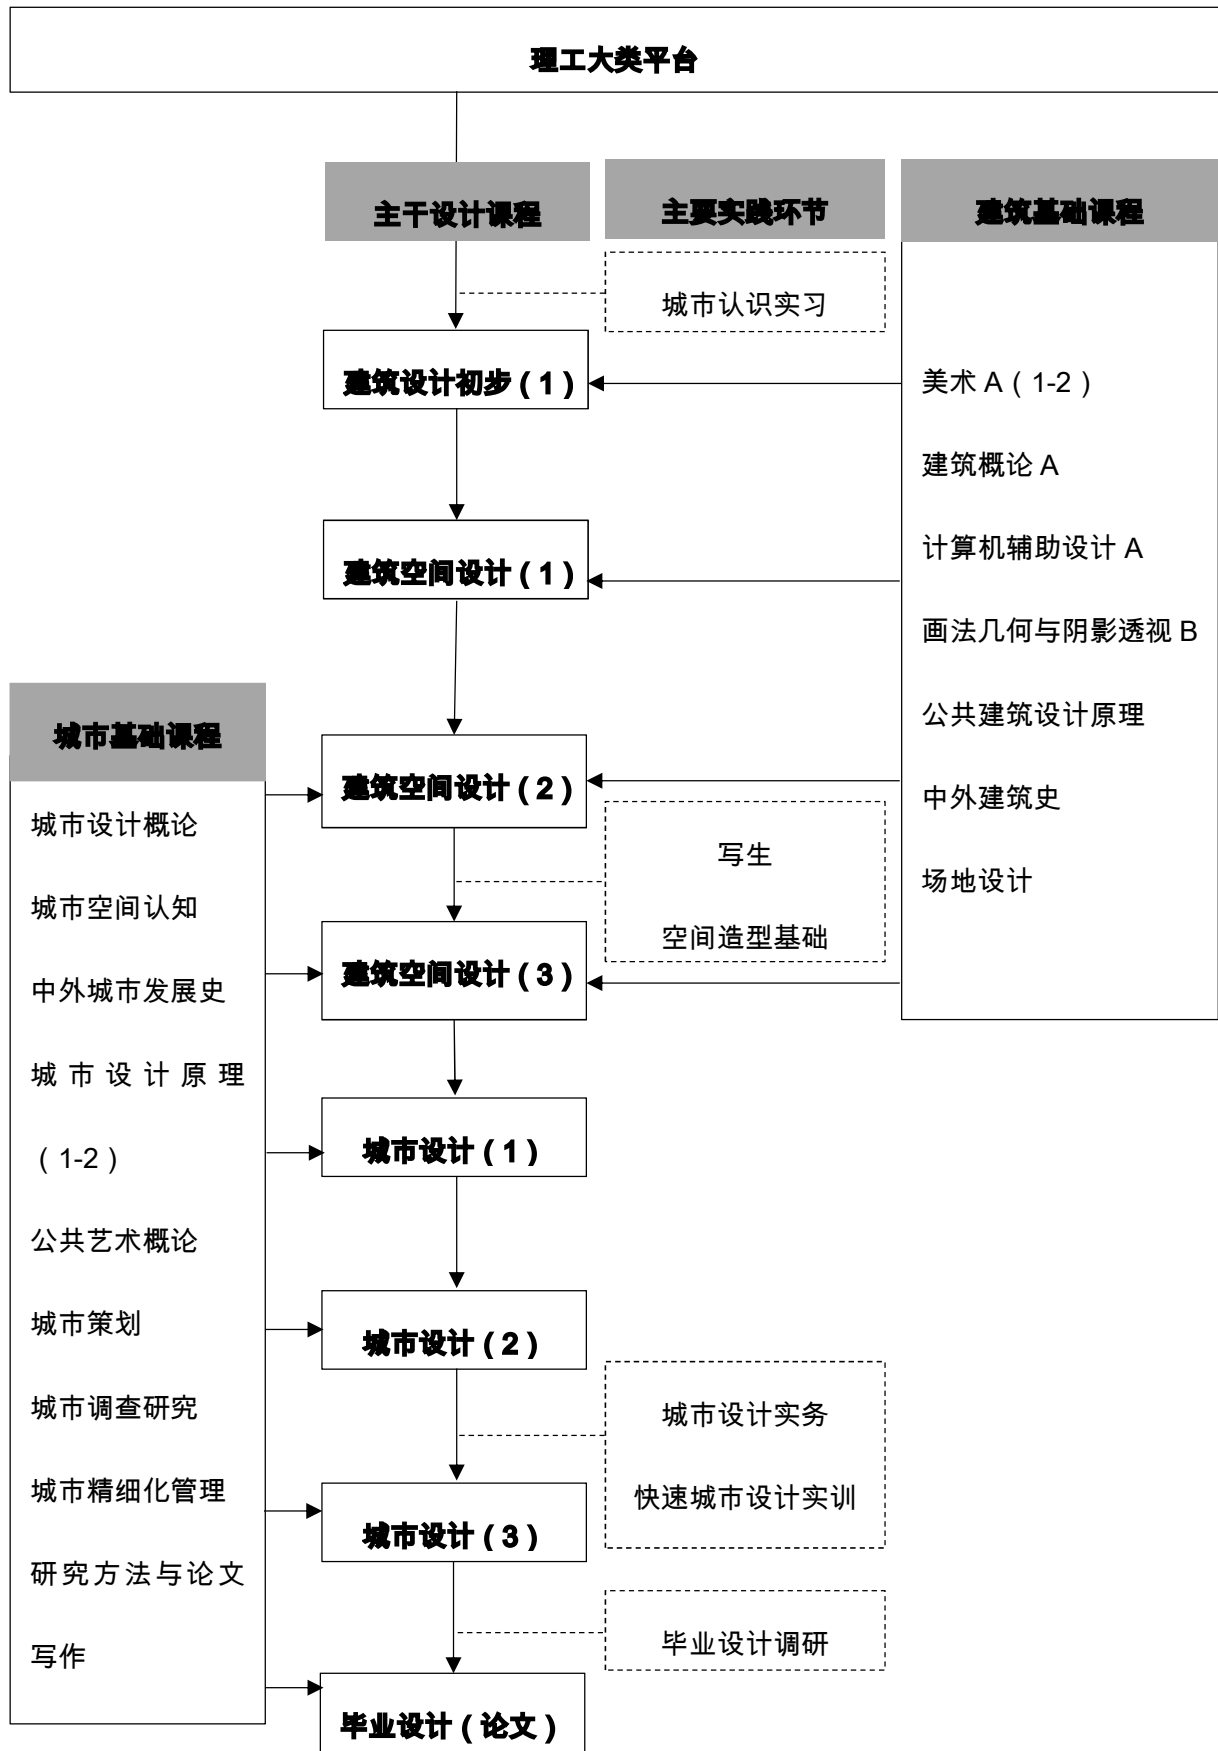 理工大类平台
主干设计课程
主要实践环节
建筑基础课程
城市认识实习
建筑设计初步（1）
美术 A（1-2）
建筑概论 A
建筑空间设计（1）
计算机辅助设计 A
画法几何与阴影透视 B
公共建筑设计原理
城市基础课程
建筑空间设计（2）
中外建筑史
城市设计概论
写生
场地设计
城市空间认知
空间造型基础
建筑空间设计（3）
中外城市发展史
城市设计原理
（1-2）
城市设计（1）
公共艺术概论
城市策划
城市设计（2）
城市调查研究
城市设计实务
城市精细化管理
快速城市设计实训
城市设计（3）
研究方法与论文
写作
毕业设计调研
毕业设计（论文）